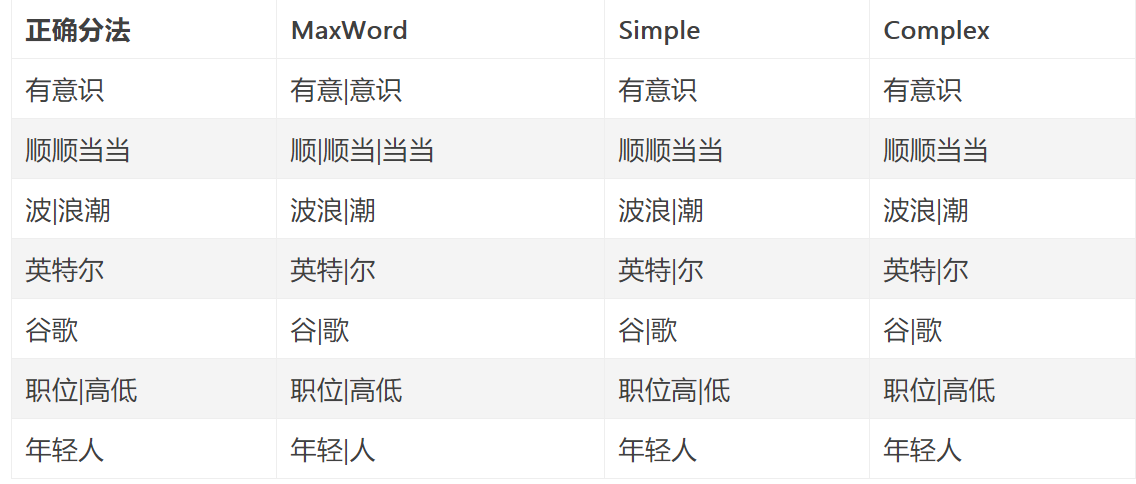 正确分法 MaxWord Simple Complex
有意识 有意|意识 有意识 有意识
顺顺当当 顺|顺当|当当 顺顺当当 顺顺当当
波|浪潮 波浪|潮 波浪|潮 波浪|潮
英特尔 英特|尔 英特|尔 英特|尔
谷歌 谷|歌 谷|歌 谷|歌
职位|高低 职位|高低 职位高|低 职位|高低
年轻人 年轻|人 年轻人 年轻人